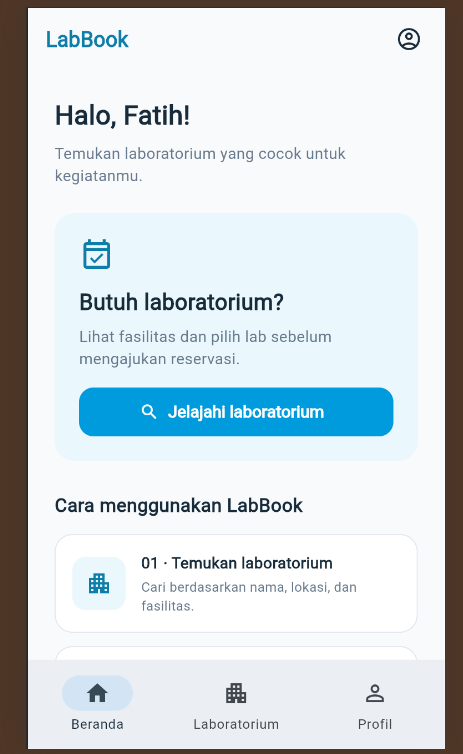 LabBook
Halo, Fatih!
Temukan laboratorium yang cocok untuk
kegiatanmu.
Butuh laboratorium?
Lihat fasilitas dan pilih lab sebelum
mengajukan reservasi.
Jelajahi laboratorium
Cara menggunakan LabBook
01 · Temukan laboratorium
Cari berdasarkan nama, lokasi, dan
fasilitas.
Beranda
Laboratorium
Profil